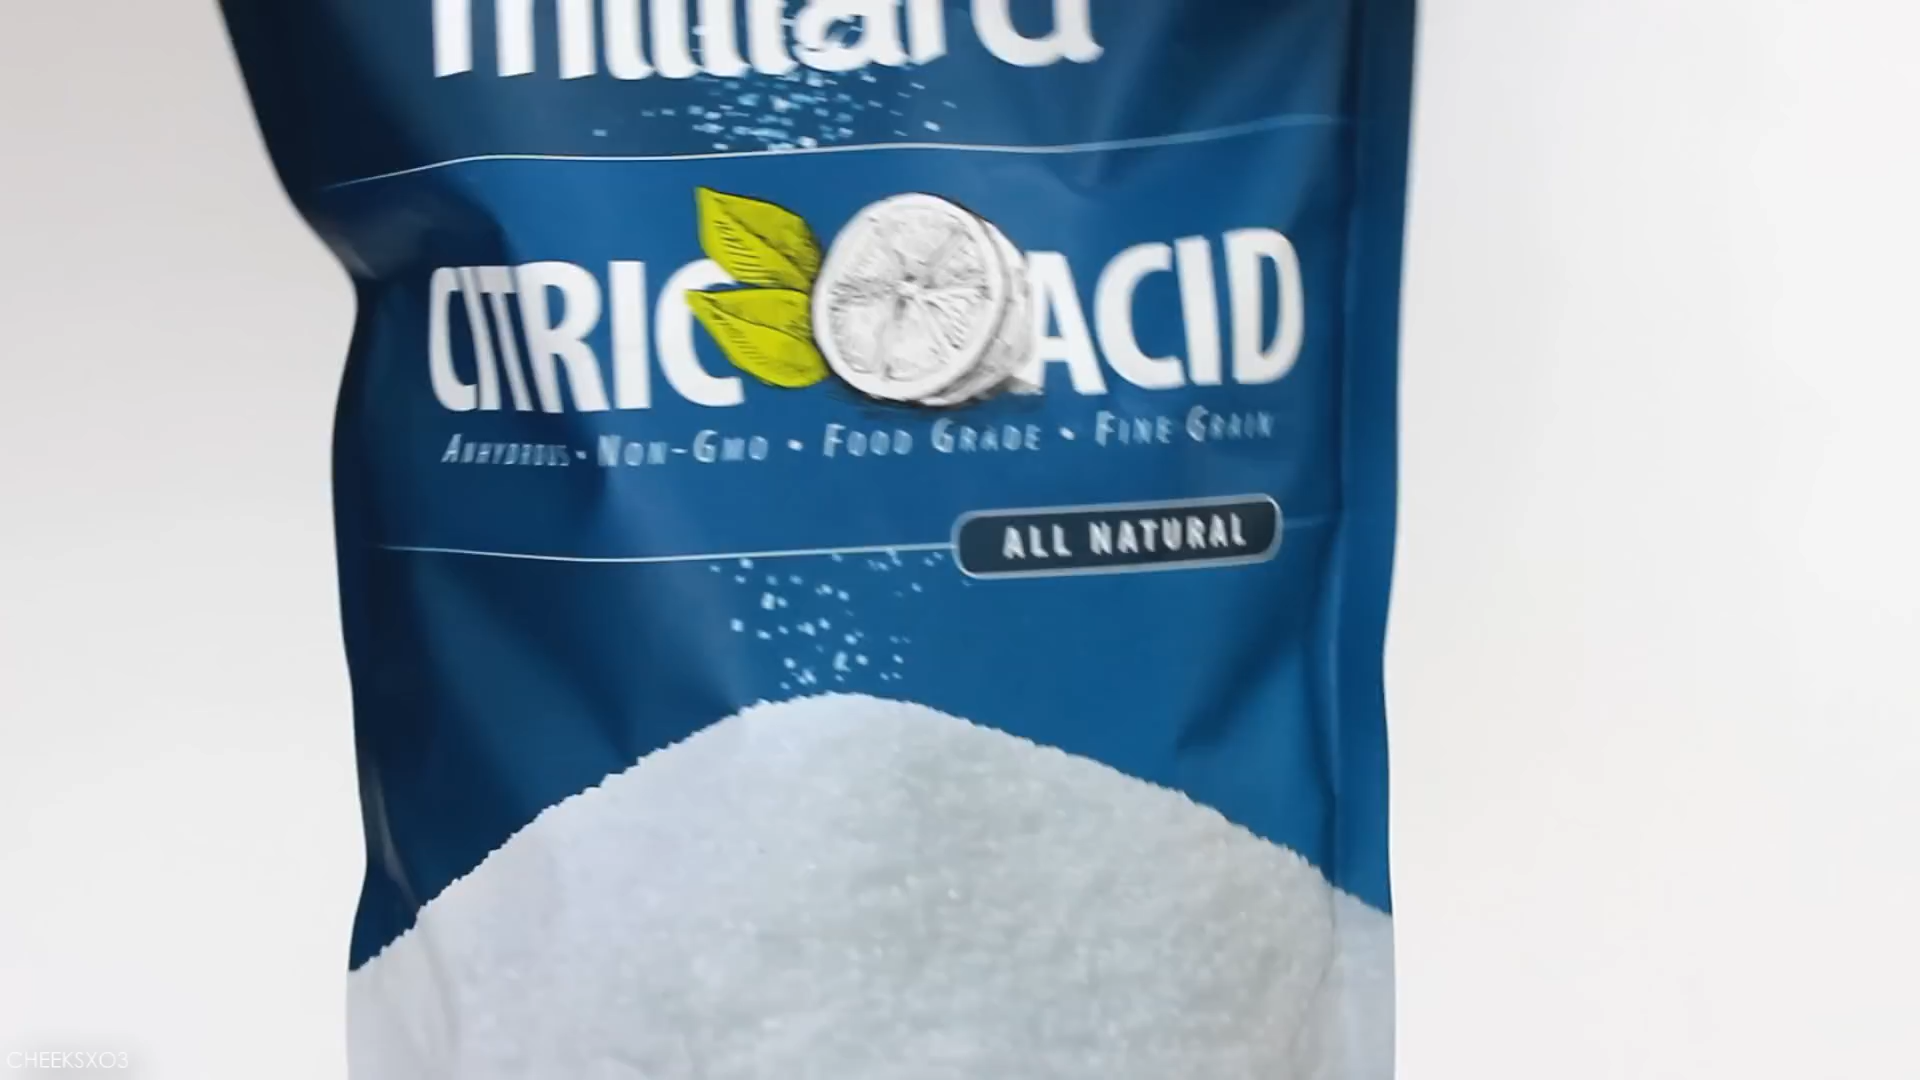 CITRIC ACID
ANHYDROUS • NON-GMO • FOOD GRADE • FINE GRAIN
ALL NATURAL
CHEEKSXO3